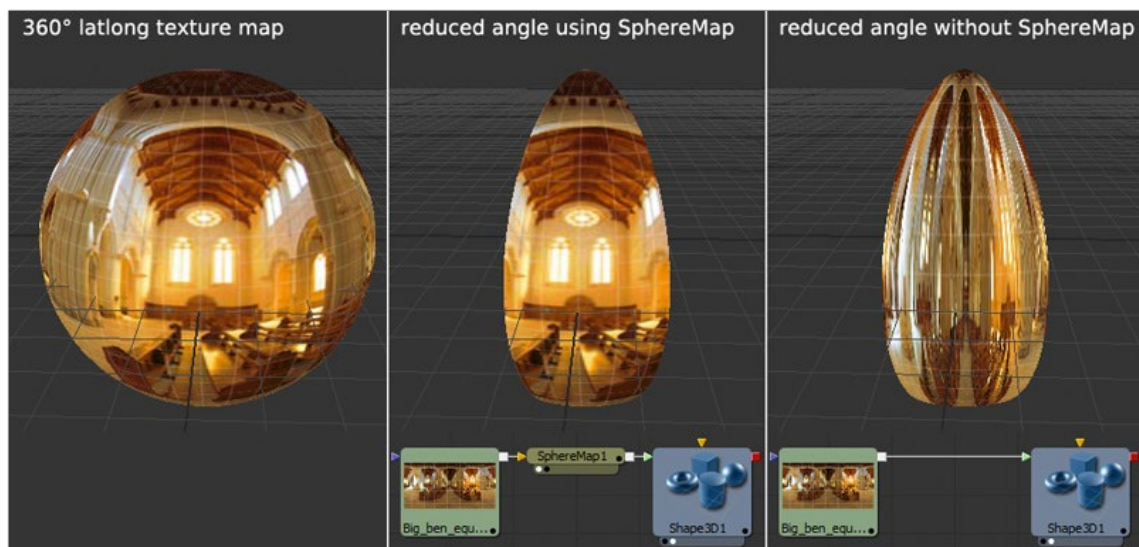 360° latlong texture map
reduced angle using SphereMap
reduced angle without SphereMap
SphereMap1
Big_ben_equ...
Shape3D1
Big_ben_equ...
Shape3D1